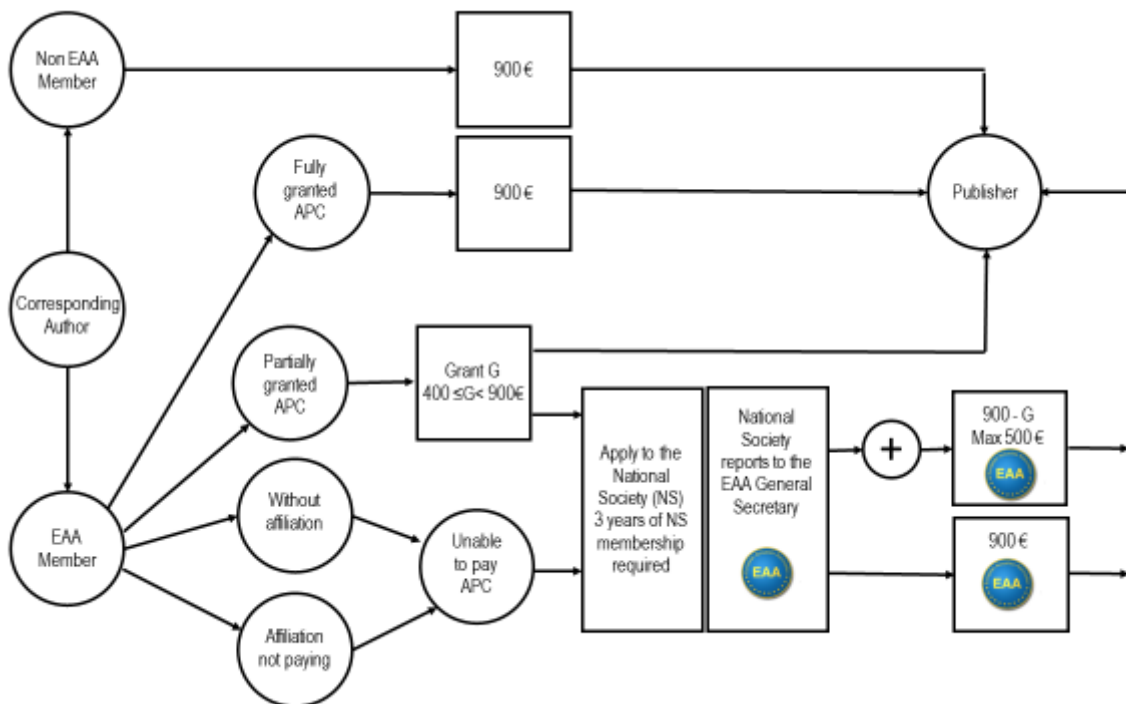 Non EAA
Member
900 €
Fully
granted
APC
900 €
Publisher
Corresponding
Author
Partially
granted
APC
Grant G
400 ≤G< 900€
Apply to the
National
Society (NS)
3 years of NS
membership
required
National
Society
reports to the
EAA General
Secretary
EAA
+
900 - G
Max 500 €
EAA
Without
affiliation
EAA
Member
Unable
to pay
APC
900 €
EAA
Affiliation
not paying